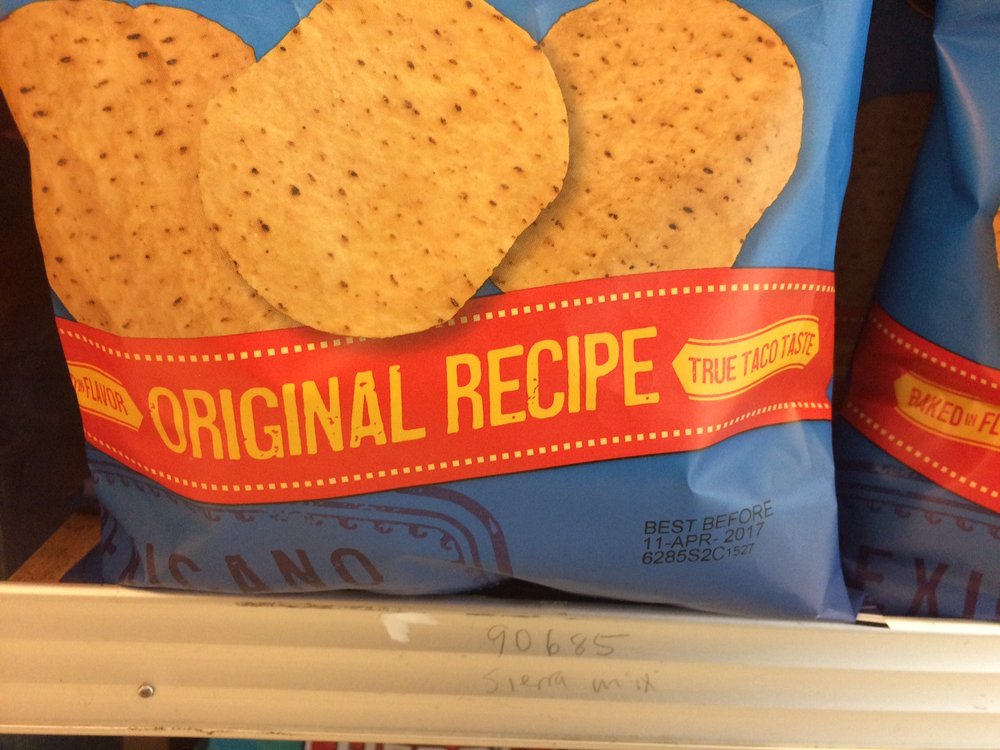 FLAVOR
ORIGINAL RECIPE
TRUE TACO TASTE
BAKED IN FL
ICANO
BEST BEFORE
11-APR-2017
6285S2C1527
EXI
90685
Sierra mix